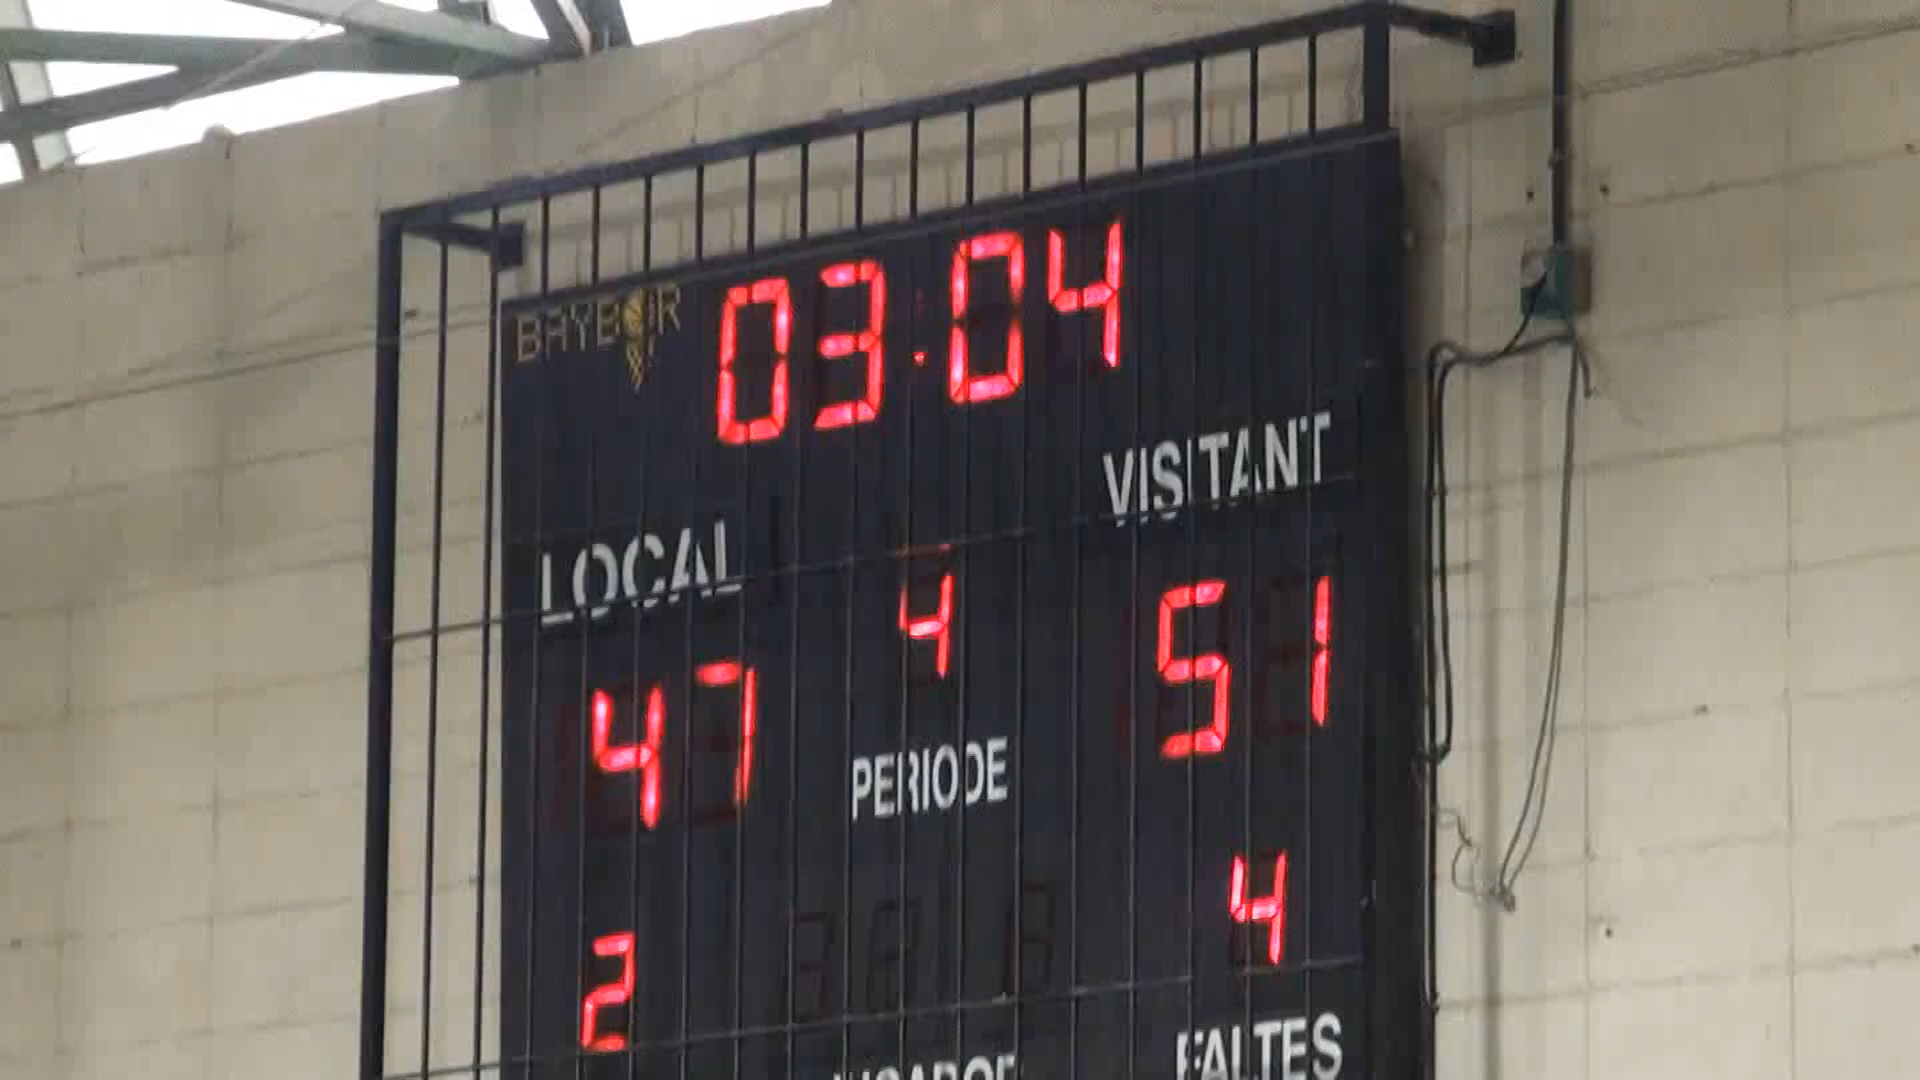 BAYBOR
03:04
LOCAL
VISITANT
47
4
51
PERIODE
2
4
FALTES